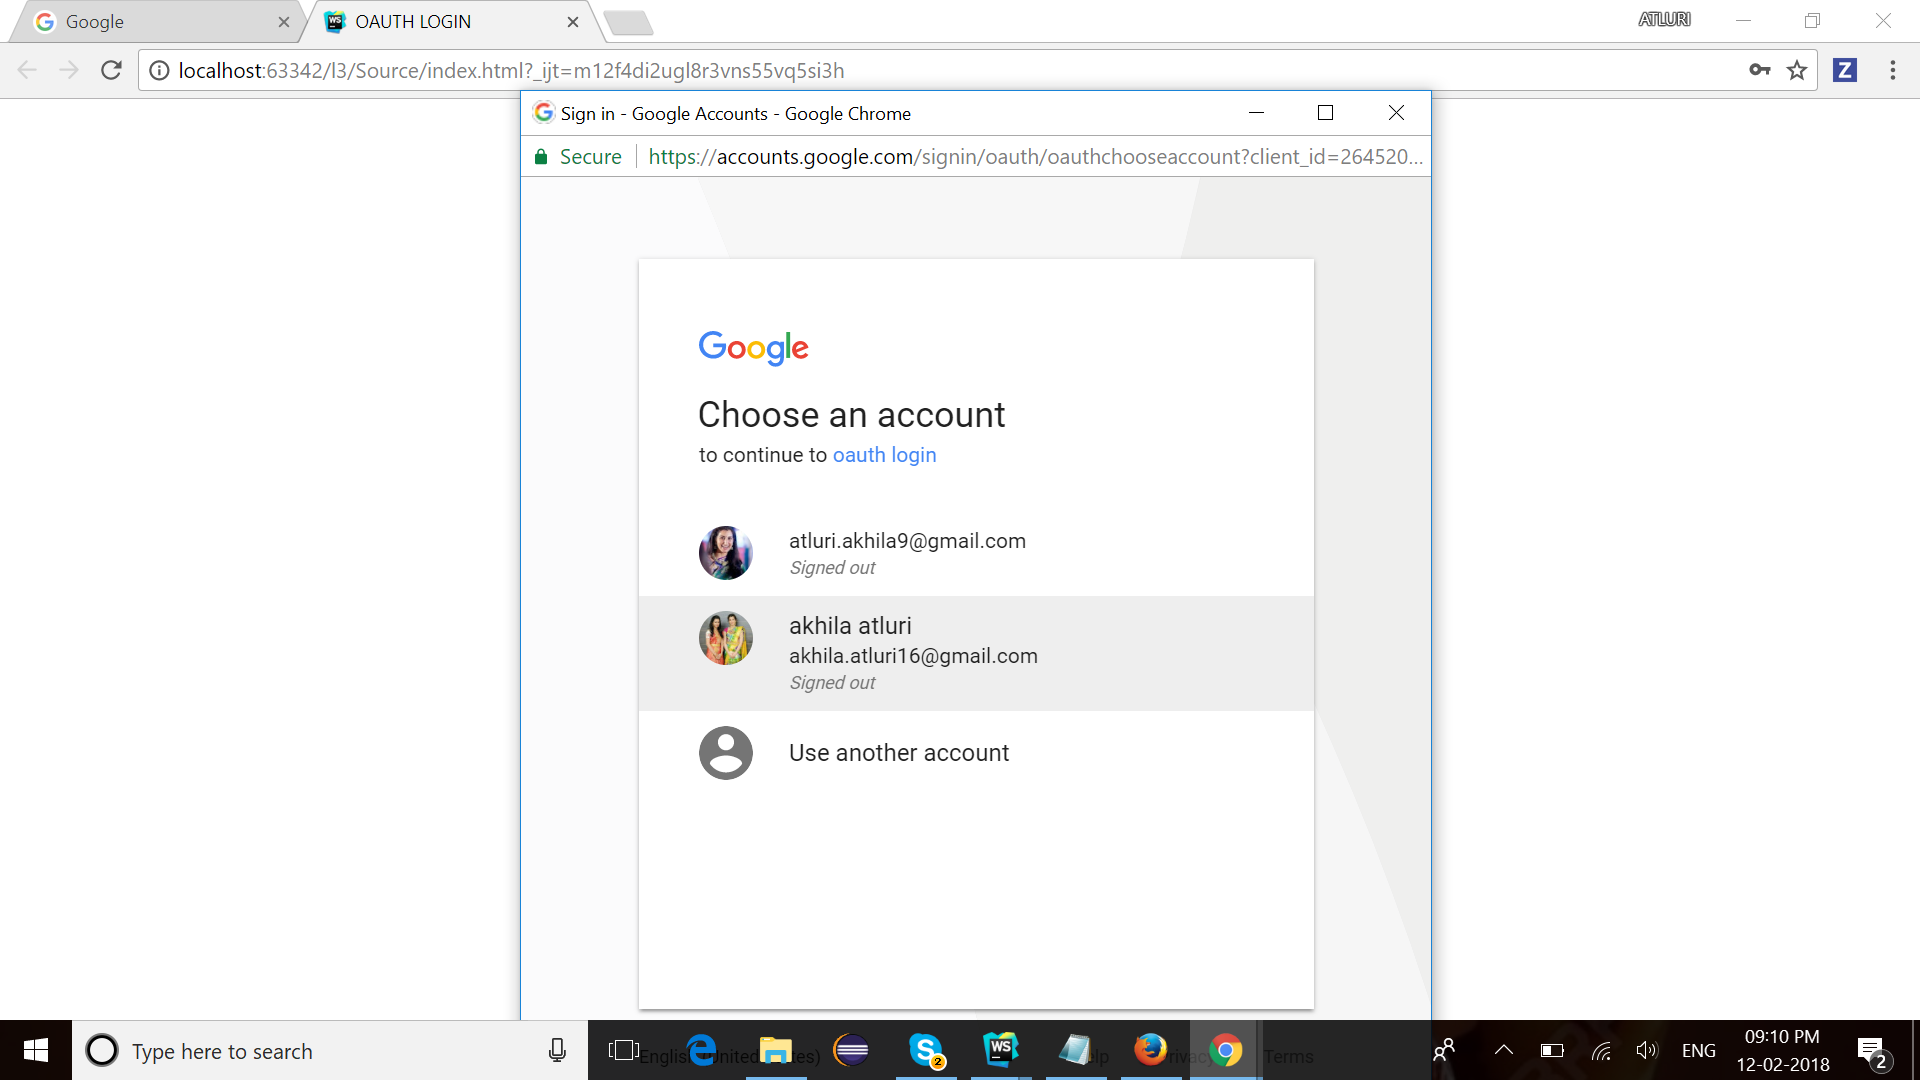 Google
OAUTH LOGIN
ATLURI
localhost:63342/l3/Source/index.html?_ijt=m12f4di2ugl8r3vns55vq5si3h
Z
Sign in - Google Accounts - Google Chrome
Secure
https://accounts.google.com/signin/oauth/oauthchooseaccount?client_id=264520...
Google
Choose an account
to continue to oauth login
atluri.akhila9@gmail.com
Signed out
akhila atluri
akhila.atluri16@gmail.com
Signed out
Use another account
Type here to search
S
2
WS
Terms
ENG
09:10 PM
12-02-2018
2